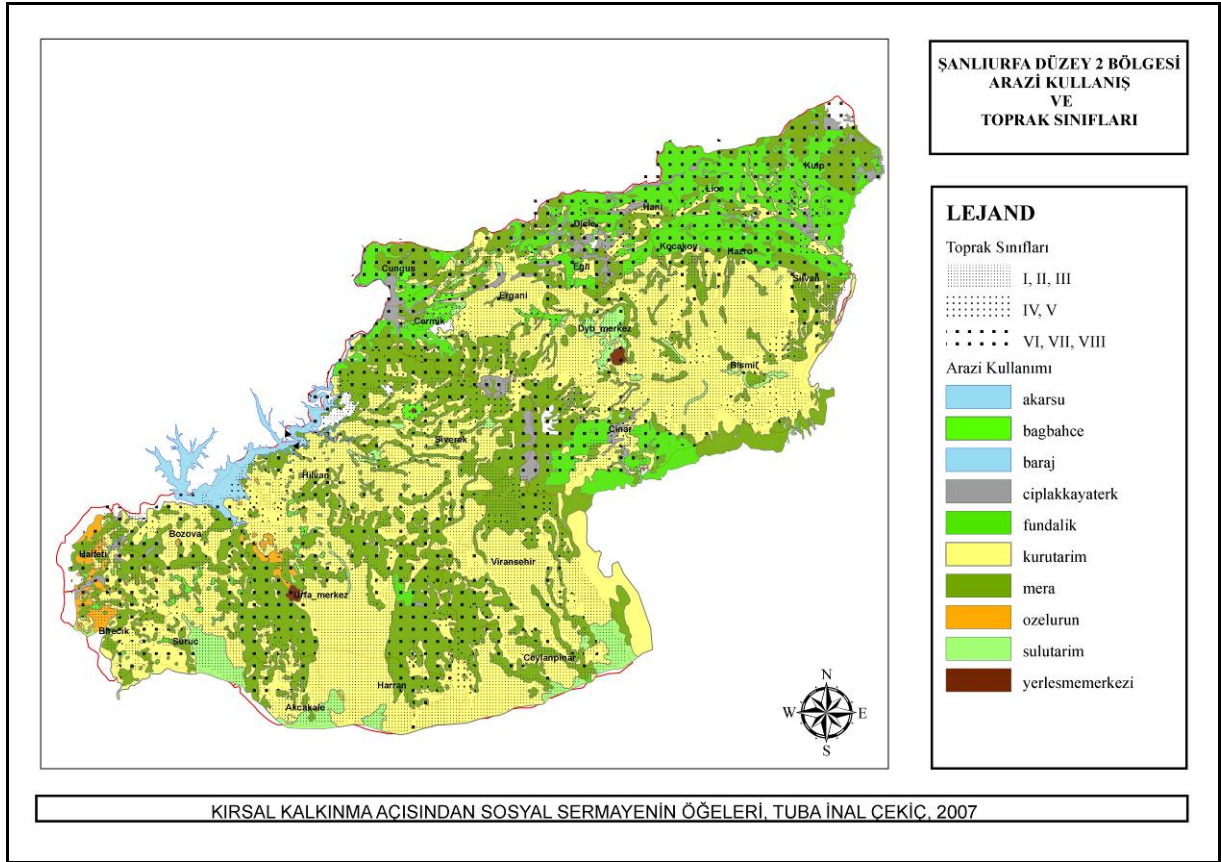 ŞANLIURFA DÜZEY 2 BÖLGESİ
ARAZİ KULLANIŞ
VE
TOPRAK SINIFLARI
LEJAND
Toprak Sınıfları
I, II, III
IV, V
VI, VII, VIII
Arazi Kullanımı
akarsu
bagbahce
baraj
ciplakkayaterk
fundalik
kurutarim
mera
ozelurun
sulutarim
yerlesmemerkezi
Kulp
Lice
Hani
Dicle
Kocakoy
Hazro
Egil
Silvan
Cungus
Ergani
Cermik
Dyb_merkez
Bismil
Cinar
Siverek
Hilvan
Bozova
Halfeti
Viransehir
Urfa_merkez
Birecik
Suruc
Ceylanpinar
Harran
Akcakale
N
W E
S
KIRSAL KALKINMA AÇISINDAN SOSYAL SERMAYENİN ÖĞELERİ, TUBA İNAL ÇEKİÇ, 2007